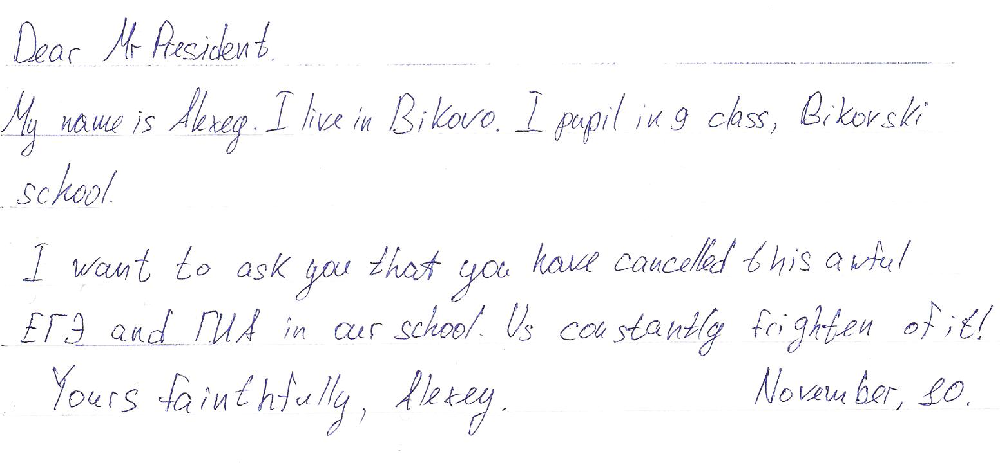 Dear Mr President.
My name is Alexey. I live in Bikovo. I pupil in 9 class, Bikovski
school.
I want to ask you that you have cancelled this awful
ЕГЭ and ГИА in our school. Us constantly frighten of it!
Yours fainthfully, Alexey. November, 10.